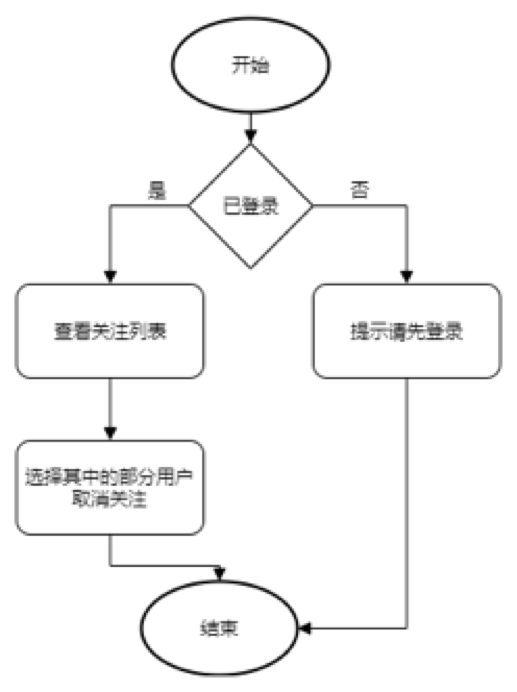 开始
是
否
已登录
查看关注列表
提示请先登录
选择其中的部分用户
取消关注
结束